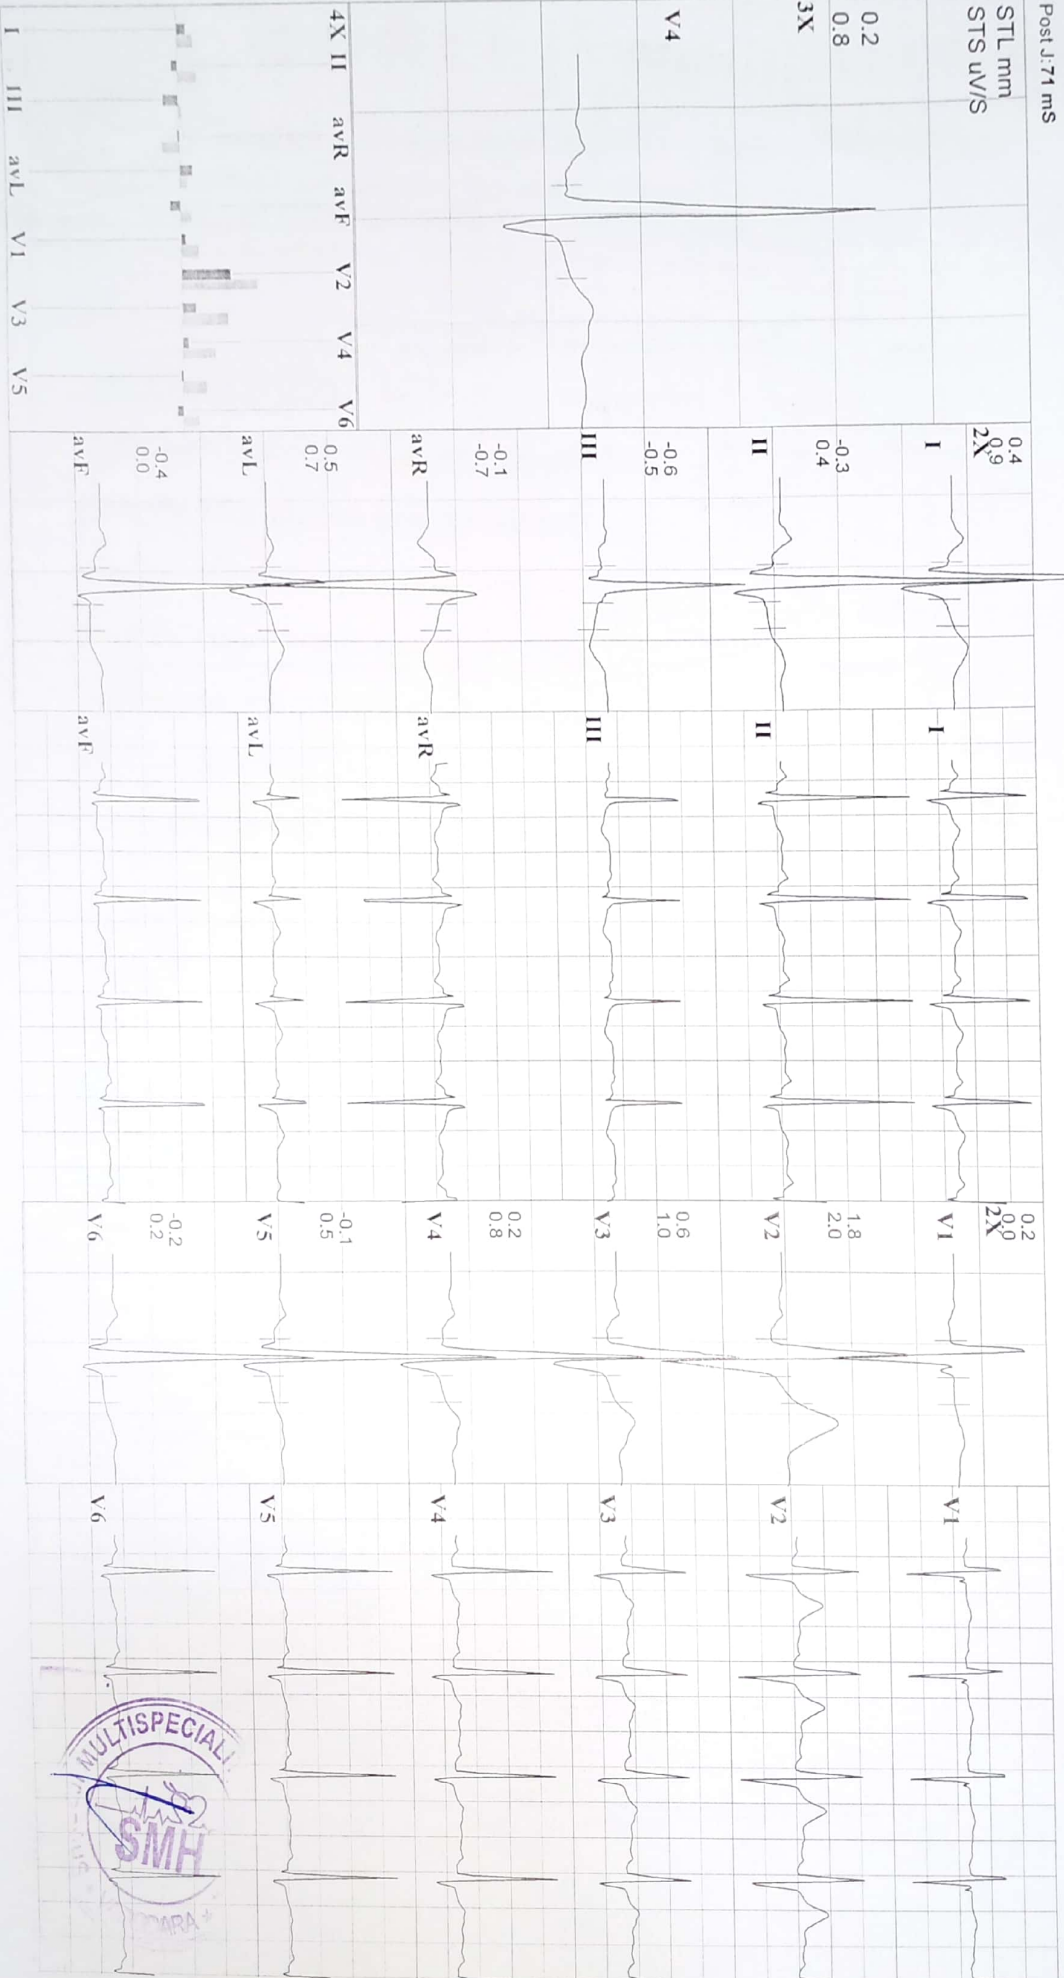 Post J:71 mS
STL mm
STS uV/S
0.2
0.8
3X
V4
4X II avR avF V2 V4 V6
I III avL V1 V3 V5
0.4
0.9
2X
I
-0.3
0.4
II
-0.6
-0.5
III
-0.1
-0.7
avR
0.5
0.7
avL
-0.4
0.0
avF
I
II
III
avR
avL
avF
0.2
0.0
2X
V1
1.8
2.0
V2
0.6
1.0
V3
0.2
0.8
V4
-0.1
0.5
V5
-0.2
0.2
V6
V1
V2
V3
V4
V5
V6
MULTISPECIALI
SMH